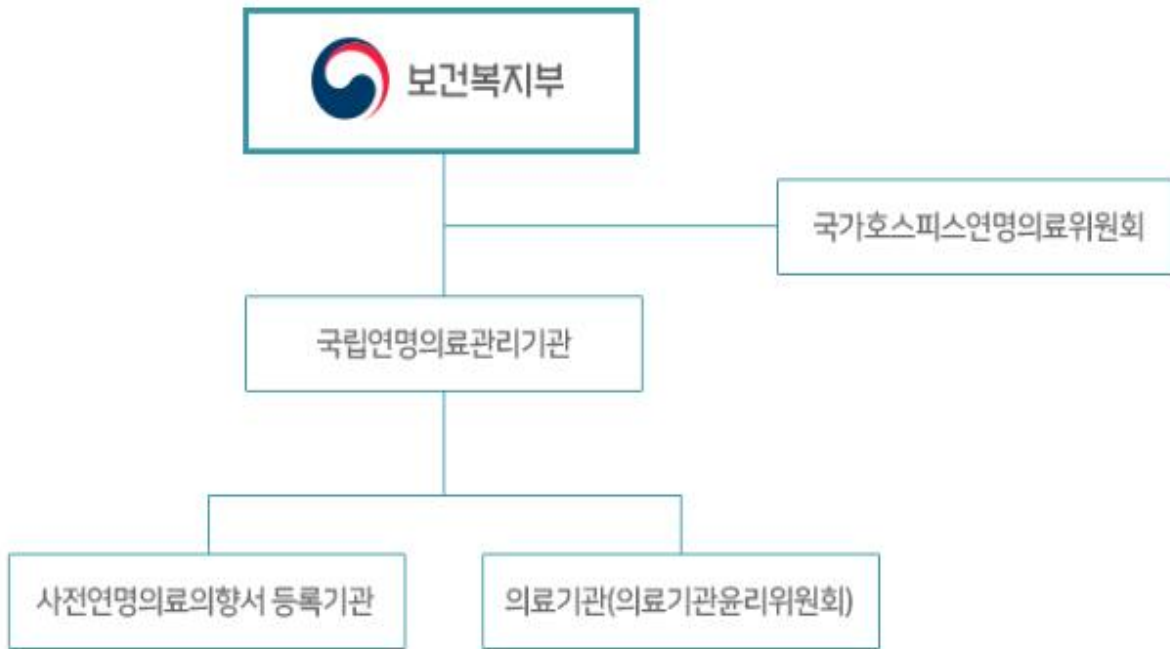 보건복지부
국가호스피스연명의료위원회
국립연명의료관리기관
사전연명의료의향서 등록기관
의료기관(의료기관윤리위원회)